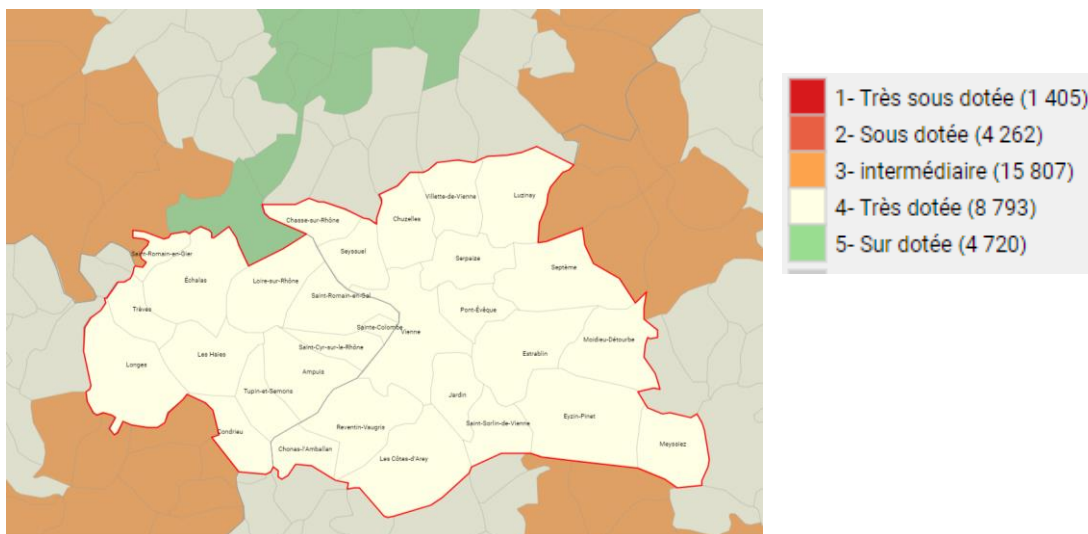 Villette-de-Vienne
Luzinay
Chasse-sur-Rhône
Chuzelles
Seyssuel
Saint-Romain-en-Gier
Serpaize
Septème
Échalas
Loire-sur-Rhône
Saint-Romain-en-Gal
Trèves
Pont-Évêque
Sainte-Colombe
Vienne
Moidieu-Détourbe
Saint-Cyr-sur-le-Rhône
Les Haies
Estrablin
Longes
Ampuis
Tupin-et-Semons
Jardin
Eyzin-Pinet
Saint-Sorlin-de-Vienne
Reventin-Vaugris
Condrieu
Meyssiez
Chonas-l'Amballan
Les Côtes-d'Arey
1- Très sous dotée (1 405)
2- Sous dotée (4 262)
3- intermédiaire (15 807)
4- Très dotée (8 793)
5- Sur dotée (4 720)